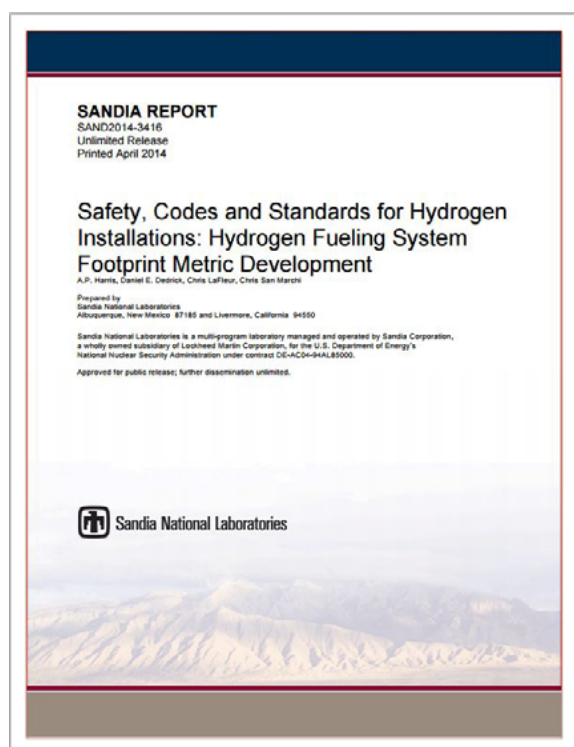 SANDIA REPORT
SAND2014-3416
Unlimited Release
Printed April 2014
Safety, Codes and Standards for Hydrogen
Installations: Hydrogen Fueling System
Footprint Metric Development
A.P. Harris, Daniel E. Dedrick, Chris LaFleur, Chris San Marchi
Prepared by
Sandia National Laboratories
Albuquerque, New Mexico 87185 and Livermore, California 94550
Sandia National Laboratories is a multi-program laboratory managed and operated by Sandia Corporation,
a wholly owned subsidiary of Lockheed Martin Corporation, for the U.S. Department of Energy's
National Nuclear Security Administration under contract DE-AC04-94AL85000.
Approved for public release; further dissemination unlimited.
Sandia National Laboratories